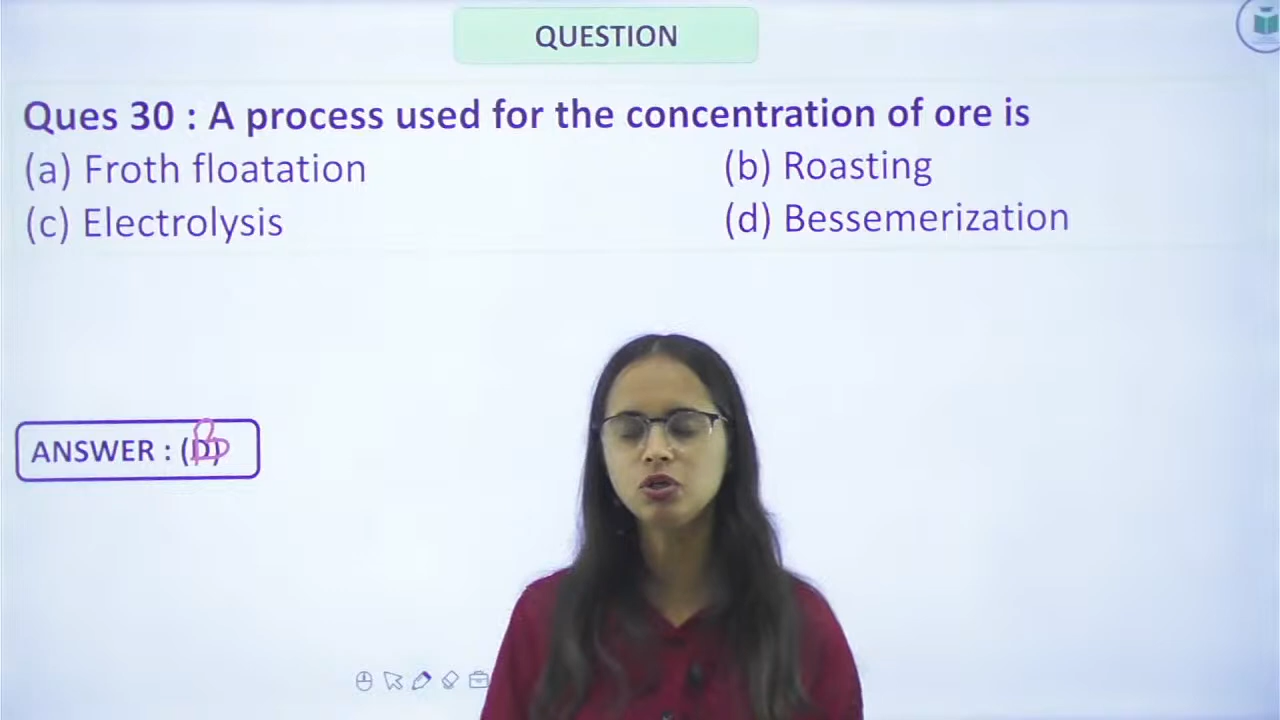 QUESTION
Ques 30 : A process used for the concentration of ore is
(a) Froth floatation
(b) Roasting
(c) Electrolysis
(d) Bessemerization
ANSWER : (D)